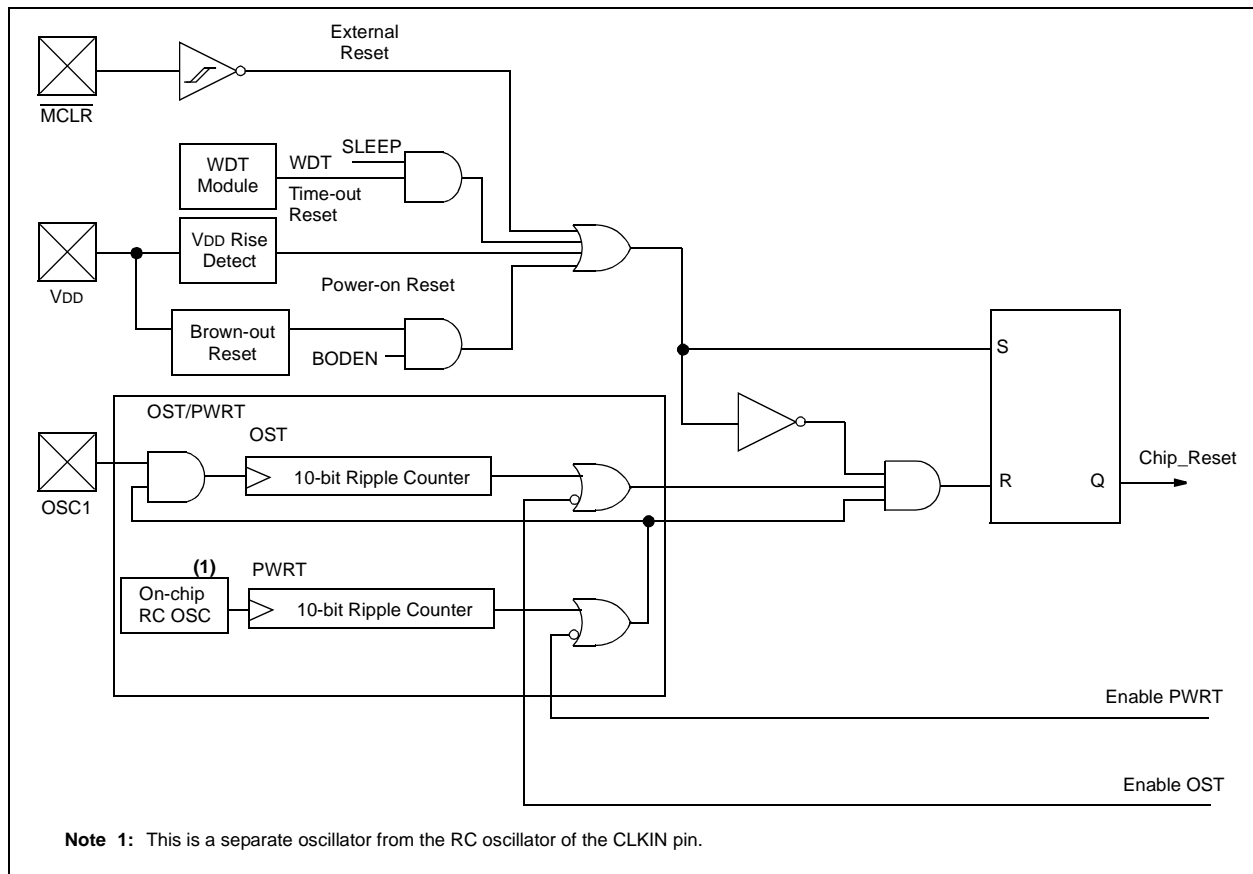 External
Reset
MCLR
SLEEP
WDT
Module
WDT
Time-out
Reset
VDD Rise
Detect
VDD
Power-on Reset
Brown-out
Reset
BODEN
S
OST/PWRT
OST
10-bit Ripple Counter
Chip_Reset
OSC1
R
Q
(1)
PWRT
On-chip
RC OSC
10-bit Ripple Counter
Enable PWRT
Enable OST
Note 1: This is a separate oscillator from the RC oscillator of the CLKIN pin.